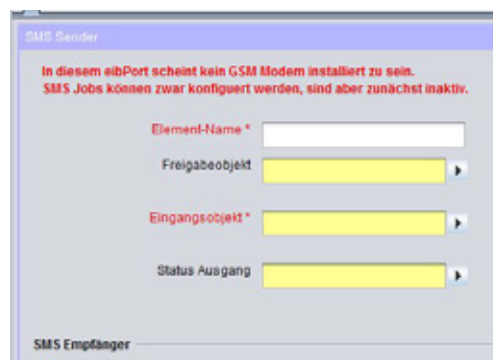 SMS Sender
In diesem eibPort scheint kein GSM Modem installiert zu sein.
SMS Jobs können zwar konfiguert werden, sind aber zunächst inaktiv.
Element-Name *
Freigabeobjekt
Eingangsobjekt *
Status Ausgang
SMS Empfänger